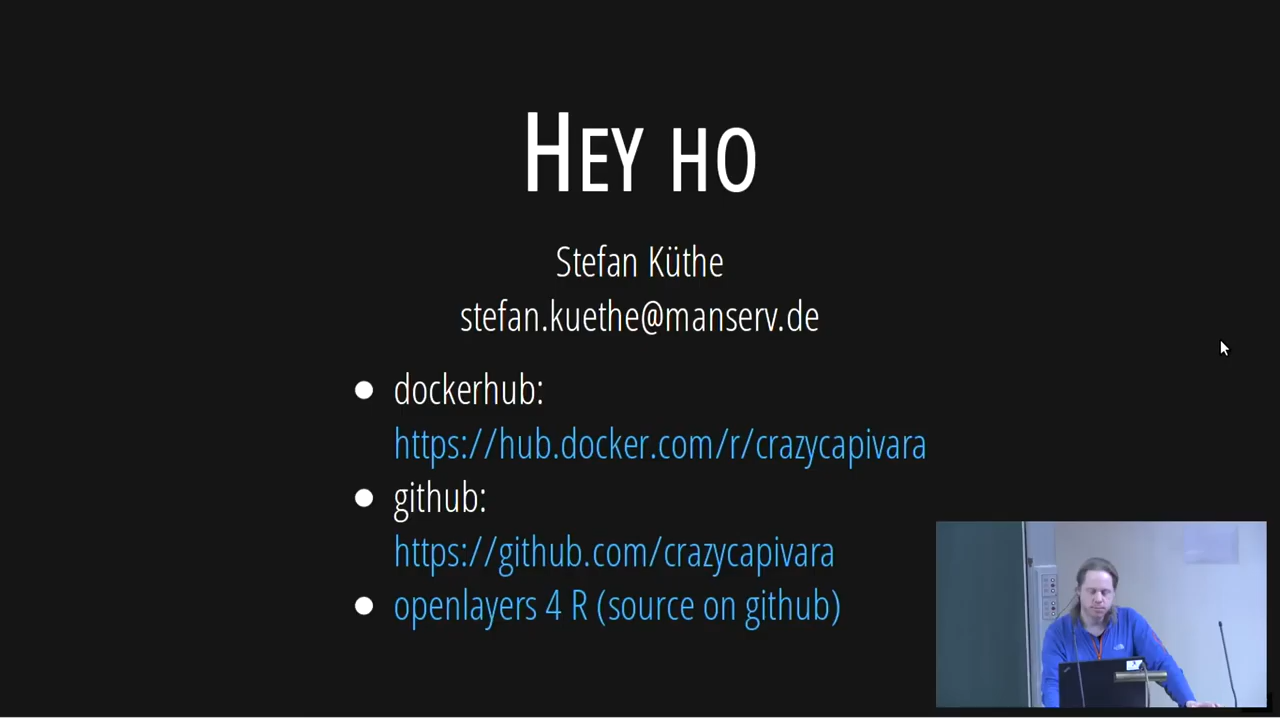 Hey ho
Stefan Küthe
stefan.kuethe@manserv.de
dockerhub:
https://hub.docker.com/r/crazycapivara
github:
https://github.com/crazycapivara
openlayers 4 R (source on github)